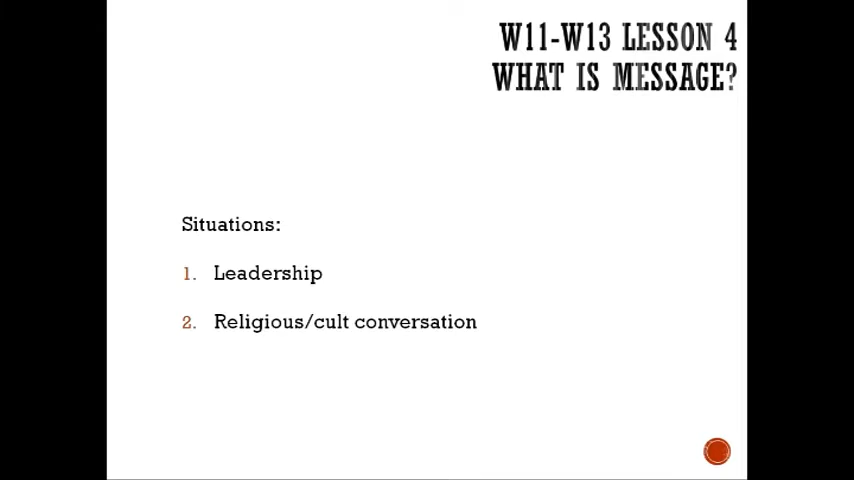 W11-W13 LESSON 4
WHAT IS MESSAGE?
Situations:
1. Leadership
2. Religious/cult conversation